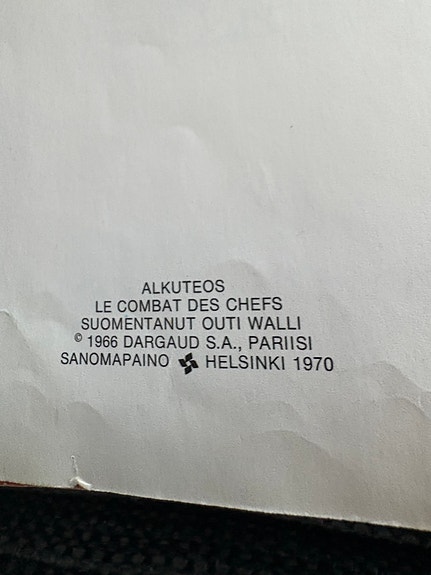 ALKUTEOS
LE COMBAT DES CHEFS
SUOMENTANUT OUTI WALLI
© 1966 DARGAUD S.A., PARIISI
SANOMAPAINO HELSINKI 1970